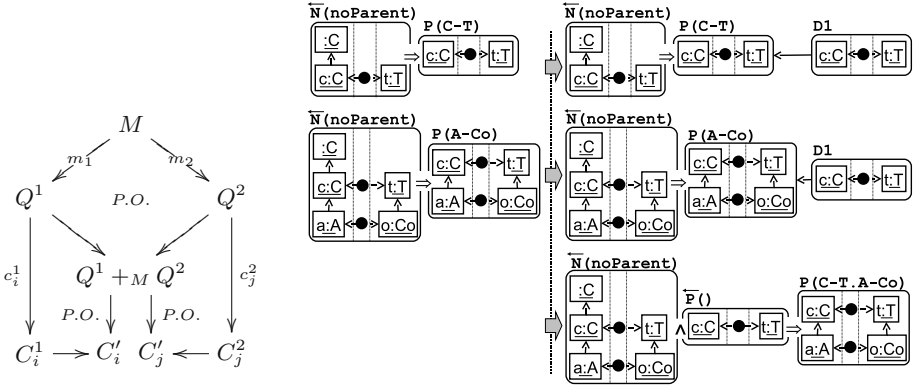 M
m₁ m₂
Q¹ P.O. Q²
c¹ᵢ Q¹ +_M Q² c²ⱼ
P.O. P.O.
C¹ᵢ C′ᵢ C′ⱼ C²ⱼ
N(noParent)
P(C-T)
:C
c:C t:T ⇒ c:C t:T
N(noParent)
P(A-Co)
:C
c:C t:T ⇒ c:C t:T
a:A o:Co a:A o:Co
N(noParent)
P(C-T) D1
:C
c:C t:T ⇒ c:C t:T c:C t:T
N(noParent)
P(A-Co)
D1
:C
c:C t:T ⇒ c:C t:T c:C t:T
a:A o:Co a:A o:Co
N(noParent)
P() P(C-T.A-Co)
:C
c:C t:T ∧ c:C t:T ⇒ c:C t:T
a:A o:Co a:A o:Co